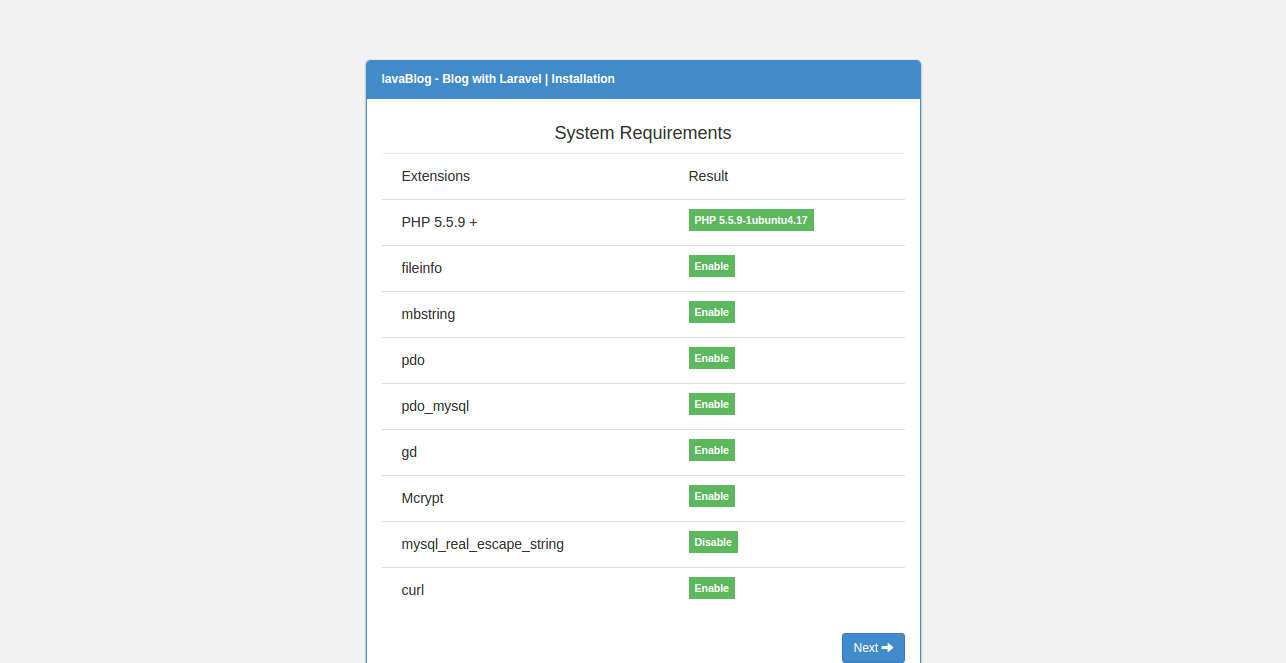 lavaBlog - Blog with Laravel | Installation
System Requirements
Extensions Result
PHP 5.5.9 + PHP 5.5.9-1ubuntu4.17
fileinfo Enable
mbstring Enable
pdo Enable
pdo_mysql Enable
gd Enable
Mcrypt Enable
mysql_real_escape_string Disable
curl Enable
Next